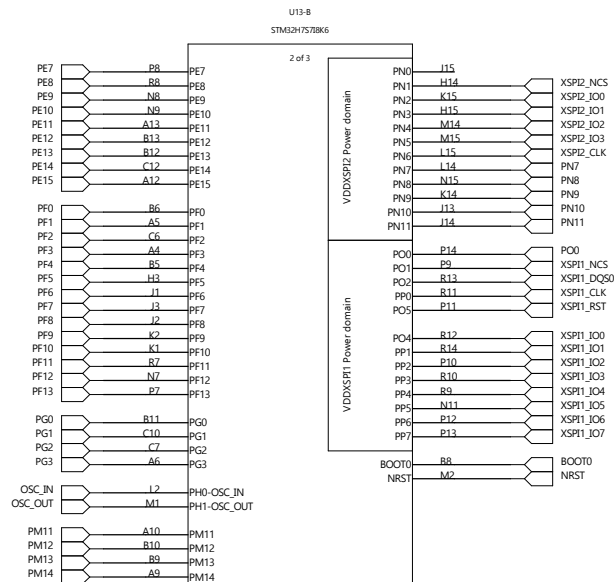 U13-B
STM32H7S7I8K6
2 of 3
PE7 P8 PE7
PE8 R8 PE8
PE9 N8 PE9
PE10 N9 PE10
PE11 A13 PE11
PE12 B13 PE12
PE13 B12 PE13
PE14 C12 PE14
PE15 A12 PE15
PF0 B6 PF0
PF1 A5 PF1
PF2 C6 PF2
PF3 A4 PF3
PF4 B5 PF4
PF5 H3 PF5
PF6 J1 PF6
PF7 J3 PF7
PF8 J2 PF8
PF9 K2 PF9
PF10 K1 PF10
PF11 R7 PF11
PF12 N7 PF12
PF13 P7 PF13
PG0 B11 PG0
PG1 C10 PG1
PG2 C7 PG2
PG3 A6 PG3
OSC_IN L2 PH0-OSC_IN
OSC_OUT M1 PH1-OSC_OUT
PM11 A10 PM11
PM12 B10 PM12
PM13 B9 PM13
PM14 A9 PM14
VDDXSPI2 Power domain
PN0 J15
PN1 H14 XSPI2_NCS
PN2 K15 XSPI2_IO0
PN3 H15 XSPI2_IO1
PN4 M14 XSPI2_IO2
PN5 M15 XSPI2_IO3
PN6 L15 XSPI2_CLK
PN7 L14 PN7
PN8 N15 PN8
PN9 K14 PN9
PN10 J13 PN10
PN11 J14 PN11
VDDXSPI1 Power domain
PO0 P14 PO0
PO1 P9 XSPI1_NCS
PO2 R13 XSPI1_DQS0
PP0 R11 XSPI1_CLK
PO5 P11 XSPI1_RST
PO4 R12 XSPI1_IO0
PP1 R14 XSPI1_IO1
PP2 P10 XSPI1_IO2
PP3 R10 XSPI1_IO3
PP4 R9 XSPI1_IO4
PP5 N11 XSPI1_IO5
PP6 P12 XSPI1_IO6
PP7 P13 XSPI1_IO7
BOOT0 B8 BOOT0
NRST M2 NRST